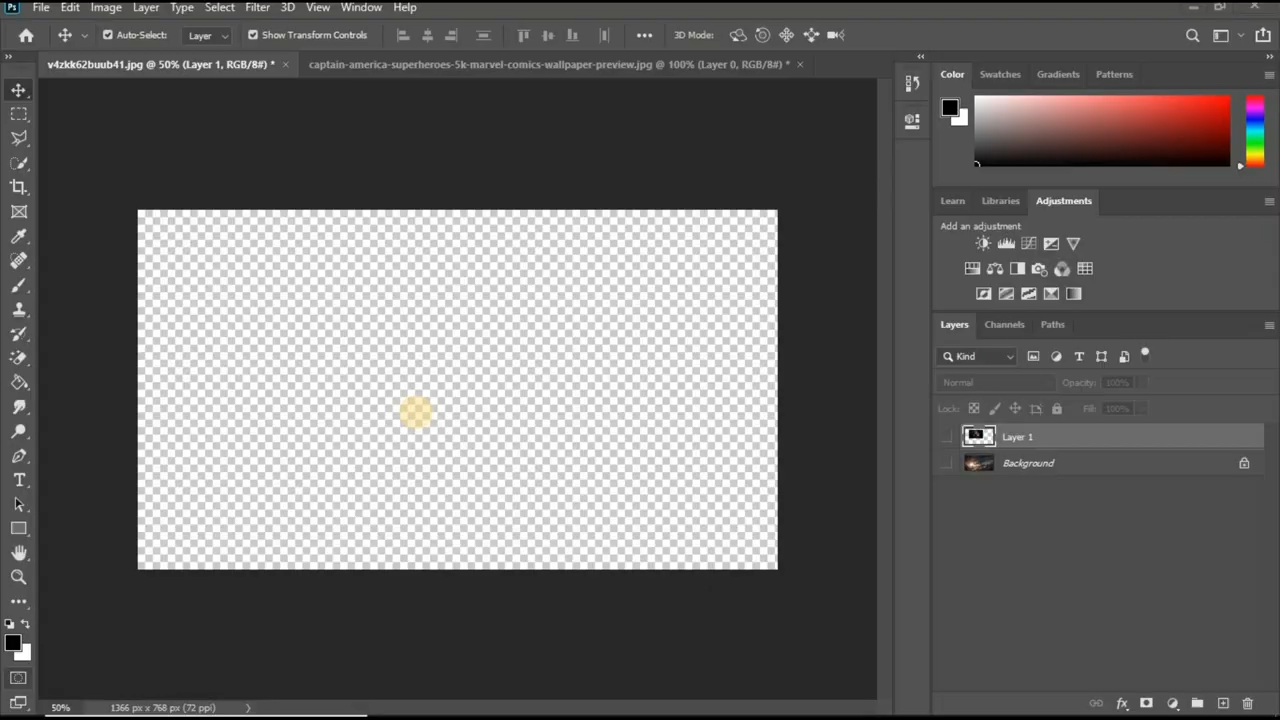 Ps File Edit Image Layer Type Select Filter 3D View Window Help
Auto-Select: Layer Show Transform Controls ••• 3D Mode:
v4zkk62buub41.jpg @ 50% (Layer 1, RGB/8#) * × captain-america-superheroes-5k-marvel-comics-wallpaper-preview.jpg @ 100% (Layer 0, RGB/8#) * ×
Color Swatches Gradients Patterns
Learn Libraries Adjustments
Add an adjustment
Layers Channels Paths
Kind
Normal Opacity: 100%
Lock: Fill: 100%
Layer 1
Background
T
fx
50% 1366 px x 768 px (72 ppi)